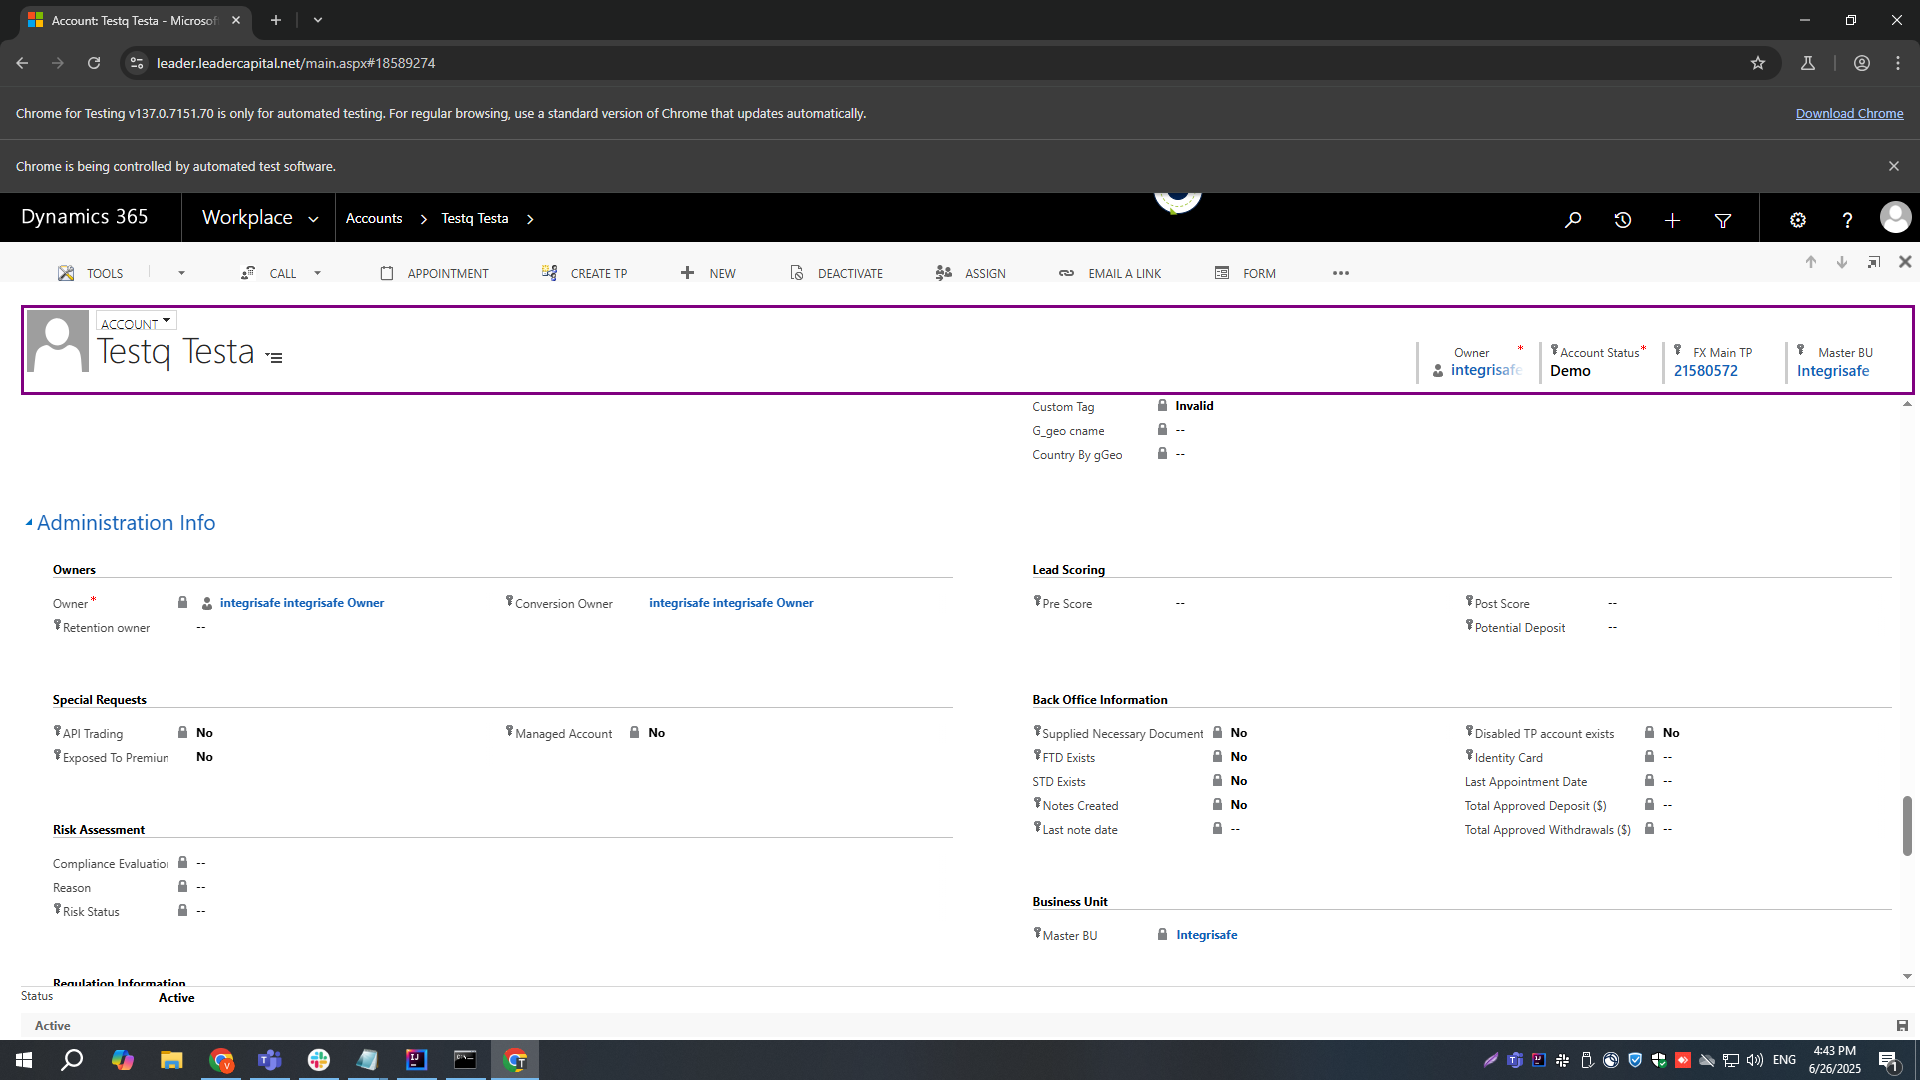 Account: Testq Testa - Microsof
leader.leadercapital.net/main.aspx#18589274
Chrome for Testing v137.0.7151.70 is only for automated testing. For regular browsing, use a standard version of Chrome that updates automatically.
Download Chrome
Chrome is being controlled by automated test software.
Dynamics 365
Workplace
Accounts
Testq Testa
TOOLS
CALL
APPOINTMENT
CREATE TP
NEW
DEACTIVATE
ASSIGN
EMAIL A LINK
FORM
ACCOUNT
Testq Testa
Owner *
integrisafe
Account Status *
Demo
FX Main TP
21580572
Master BU
Integrisafe
Custom Tag Invalid
G_geo cname --
Country By gGeo --
Administration Info
Owners
Owner * integrisafe integrisafe Owner
Conversion Owner integrisafe integrisafe Owner
Retention owner --
Lead Scoring
Pre Score --
Post Score --
Potential Deposit --
Special Requests
API Trading No
Managed Account No
Exposed To Premiun No
Back Office Information
Supplied Necessary Document No
Disabled TP account exists No
FTD Exists No
Identity Card --
STD Exists No
Last Appointment Date --
Notes Created No
Total Approved Deposit ($) --
Last note date --
Total Approved Withdrawals ($) --
Risk Assessment
Compliance Evaluation --
Reason --
Risk Status --
Business Unit
Master BU Integrisafe
Regulation Information
Status Active
Active
ENG
4:43 PM
6/26/2025
1